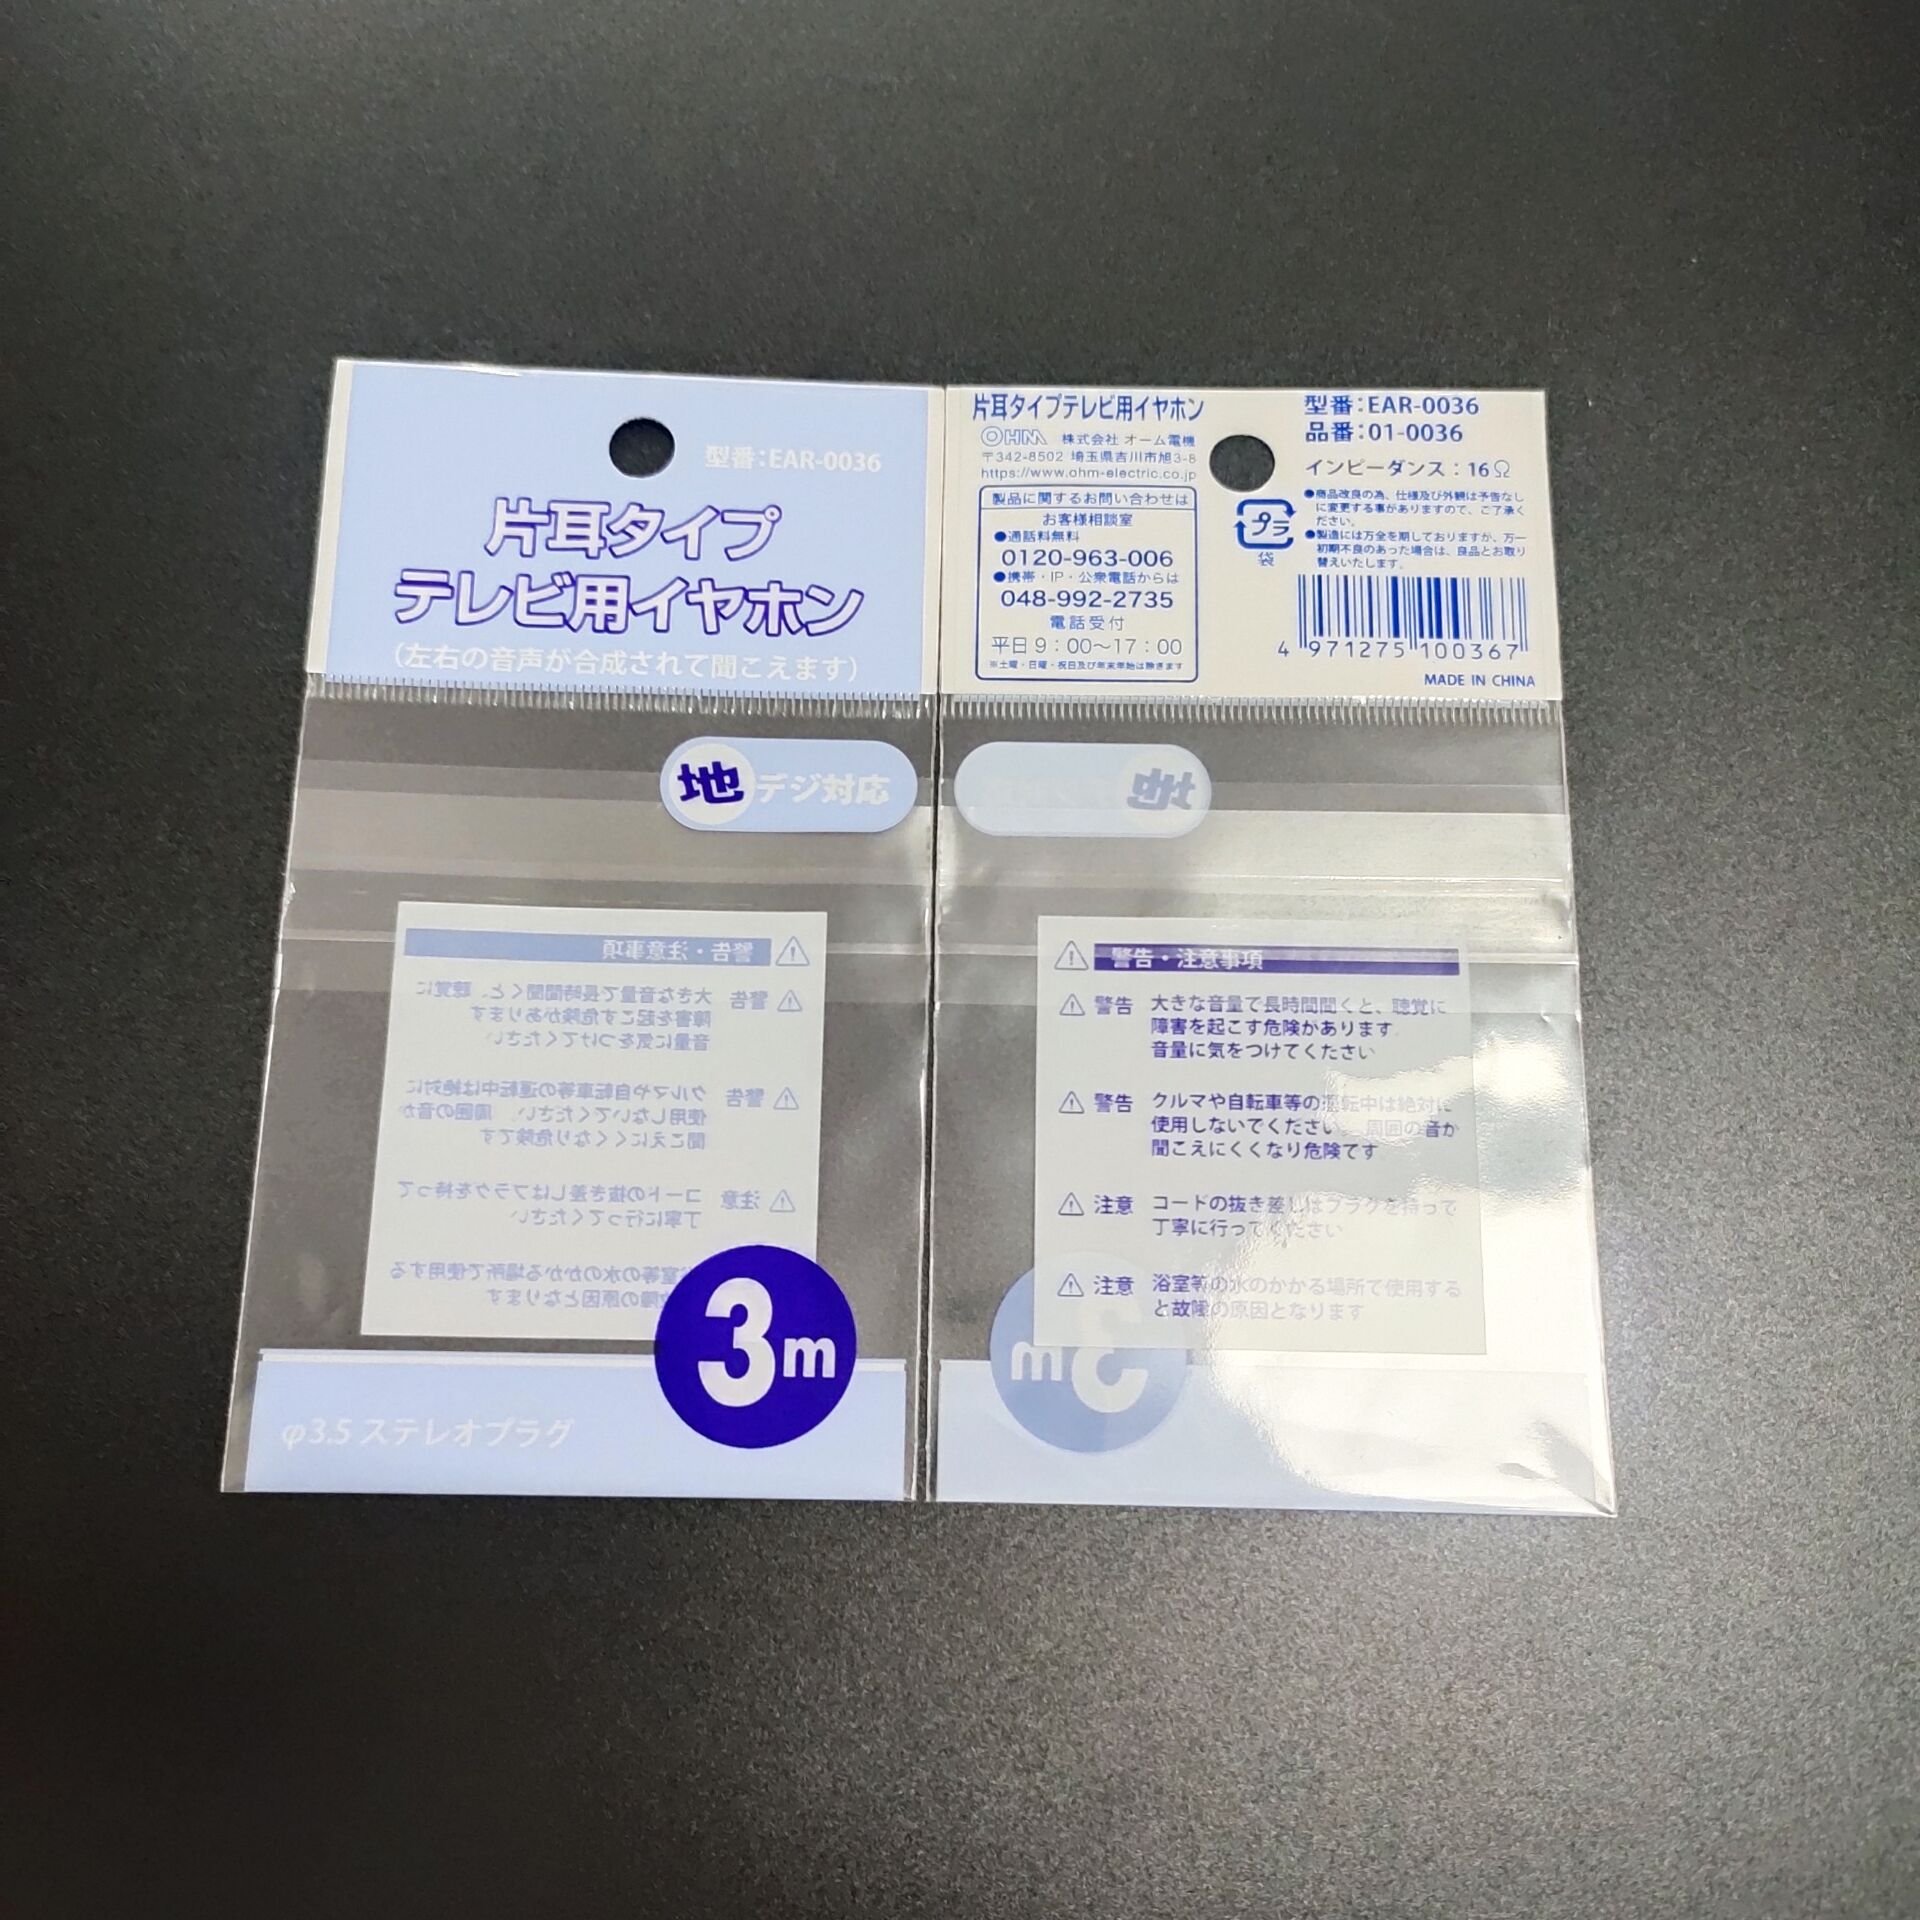 型番:EAR-0036
片耳タイプ
テレビ用イヤホン
(左右の音声が合成されて聞こえます)
地デジ対応
3m
φ3.5 ステレオプラグ
片耳タイプテレビ用イヤホン
OHM 株式会社 オーム電機
〒342-8502 埼玉県吉川市旭3-8
https://www.ohm-electric.co.jp
製品に関するお問い合わせは
お客様相談室
●通話料無料
0120-963-006
●携帯・IP・公衆電話からは
048-992-2735
電話受付
平日9:00~17:00
※土曜・日曜・祝日及び年末年始は除きます
型番:EAR-0036
品番:01-0036
インピーダンス:16Ω
プラ
袋
●商品改良の為、仕様及び外観は予告なし
に変更する事がありますので、ご了承く
ださい。
●製造には万全を期しておりますが、万一
初期不良のあった場合は、良品とお取り
替えいたします。
4 971275 100367
MADE IN CHINA
警告・注意事項
警告 大きな音量で長時間聞くと、聴覚に
障害を起こす危険があります
音量に気をつけてください
警告 クルマや自転車等の運転中は絶対に
使用しないでください 周囲の音が
聞こえにくくなり危険です
注意 コードの抜き差しはプラグを持って
丁寧に行ってください
注意 浴室等の水のかかる場所で使用する
と故障の原因となります